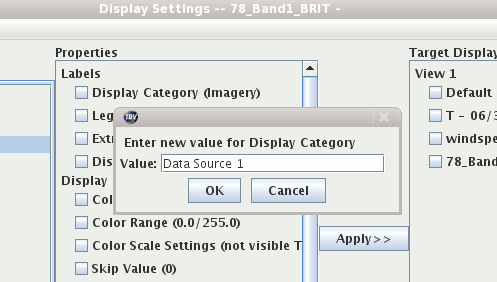 Display Settings -- 78_Band1_BRIT -
Properties
Target Display
Labels
View 1
Display Category (Imagery)
Default
Leg
T - 06/3
Extr
windspe
Dis
78_Band
IDV
Enter new value for Display Category
Value: Data Source 1
OK Cancel
Display
Col
Color Range (0.0/255.0)
Color Scale Settings (not visible T
Apply>>
Skip Value (0)